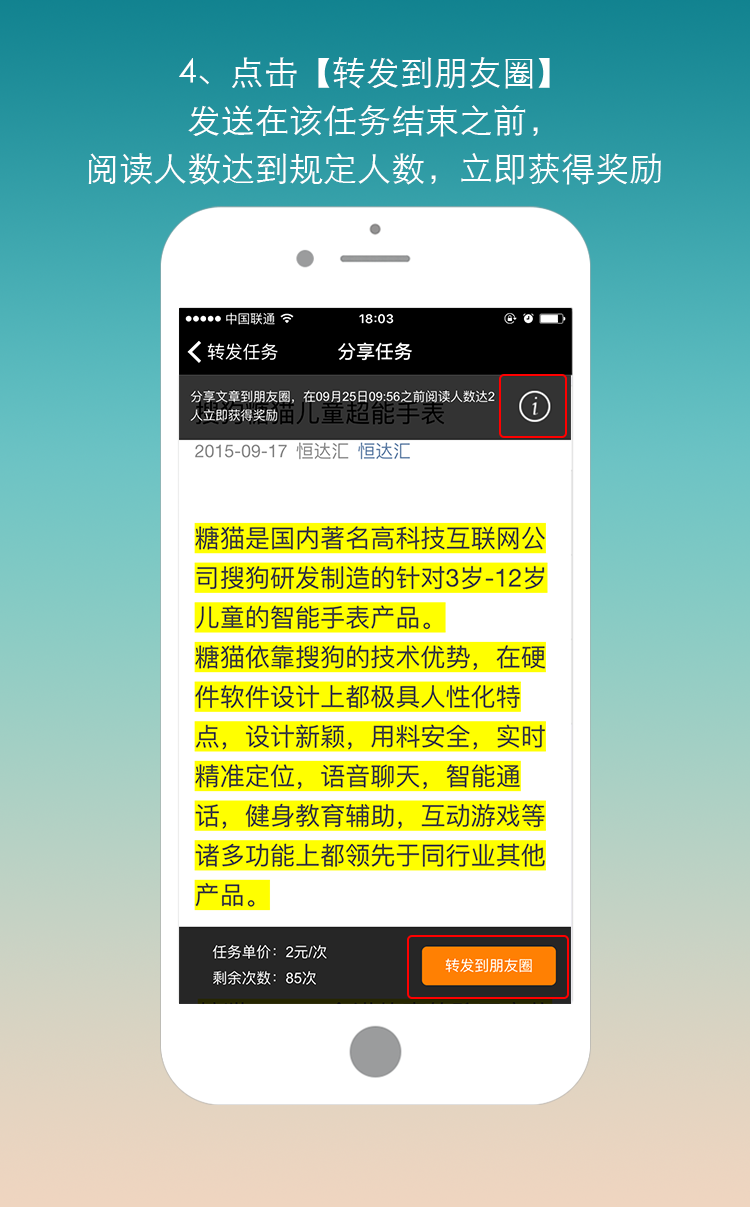 4、点击【转发到朋友圈】
发送在该任务结束之前，
阅读人数达到规定人数，立即获得奖励
中国联通 18:03
转发任务 分享任务
分享文章到朋友圈，在09月25日09:56之前阅读人数达2
人立即获得奖励
搜狗糖猫儿童超能手表
2015-09-17 恒达汇 恒达汇
糖猫是国内著名高科技互联网公
司搜狗研发制造的针对3岁-12岁
儿童的智能手表产品。
糖猫依靠搜狗的技术优势，在硬
件软件设计上都极具人性化特
点，设计新颖，用料安全，实时
精准定位，语音聊天，智能通
话，健身教育辅助，互动游戏等
诸多功能上都领先于同行业其他
产品。
任务单价：2元/次
剩余次数：85次
转发到朋友圈